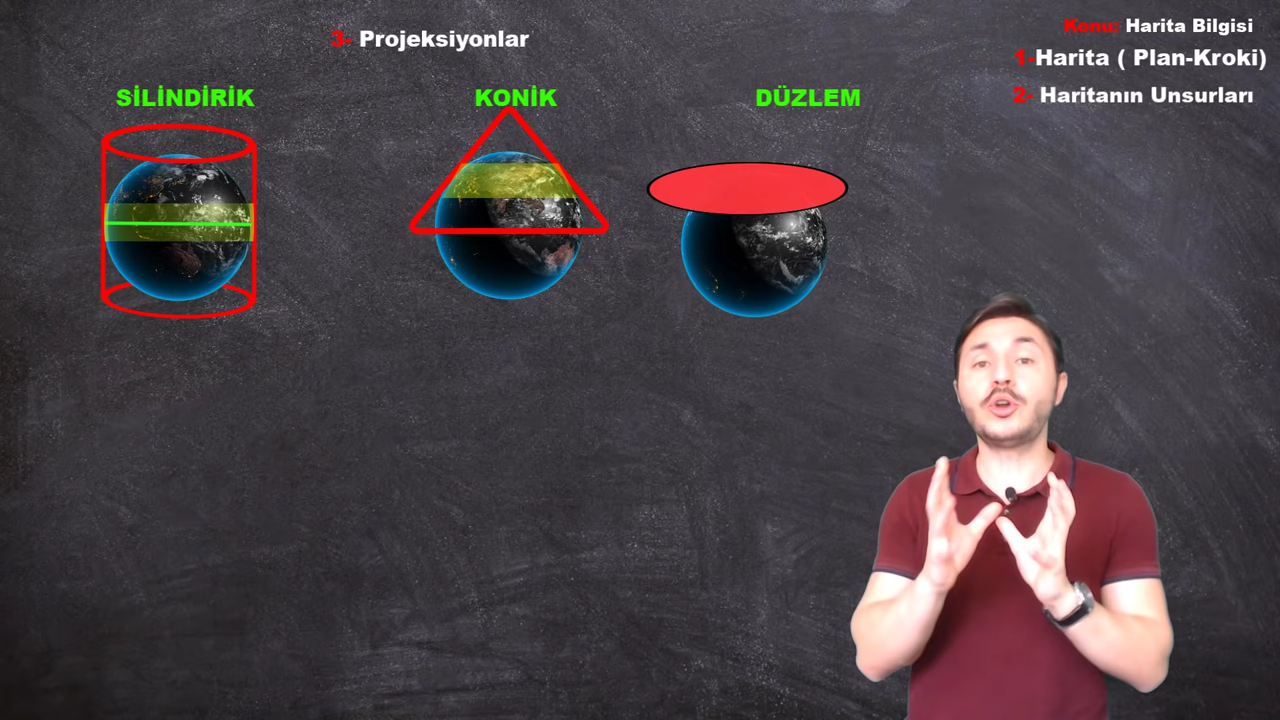 3- Projeksiyonlar
SİLİNDİRİK
KONİK
DÜZLEM
Konu: Harita Bilgisi
1-Harita ( Plan-Kroki)
2- Haritanın Unsurları